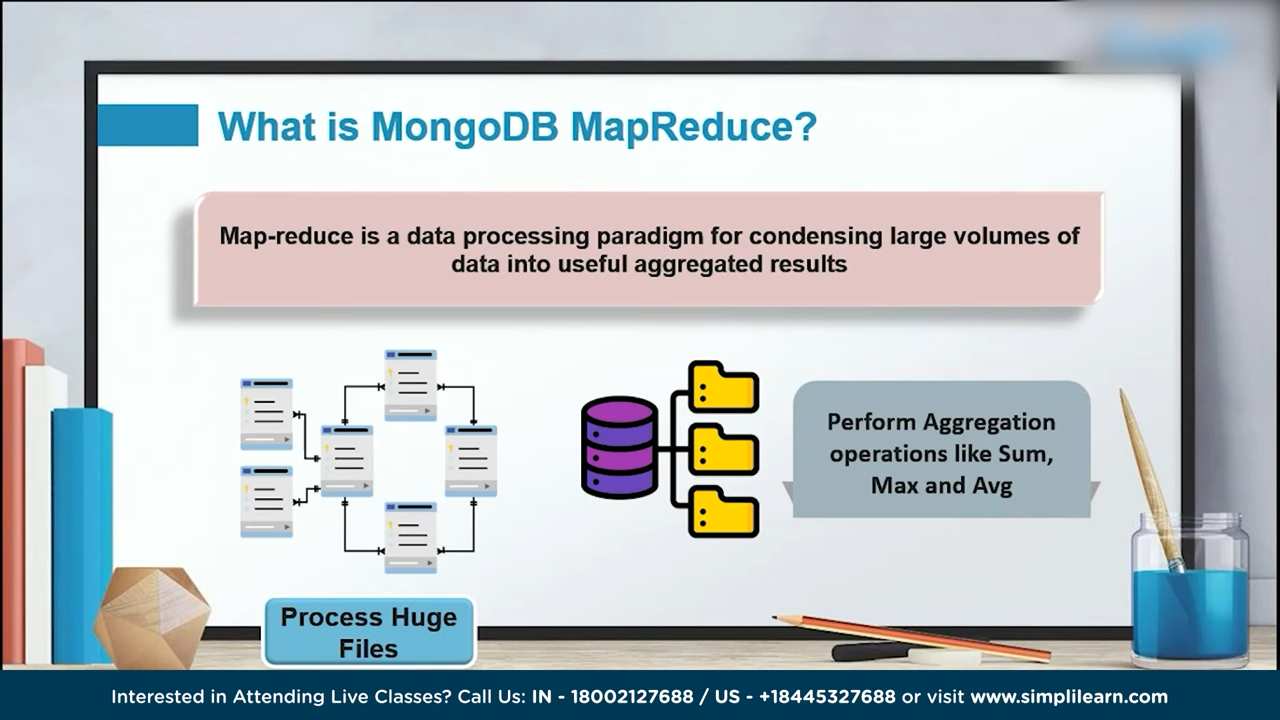 What is MongoDB MapReduce?
Map-reduce is a data processing paradigm for condensing large volumes of
data into useful aggregated results
Perform Aggregation
operations like Sum,
Max and Avg
Process Huge
Files
Interested in Attending Live Classes? Call Us: IN - 18002127688 / US - +18445327688 or visit www.simplilearn.com